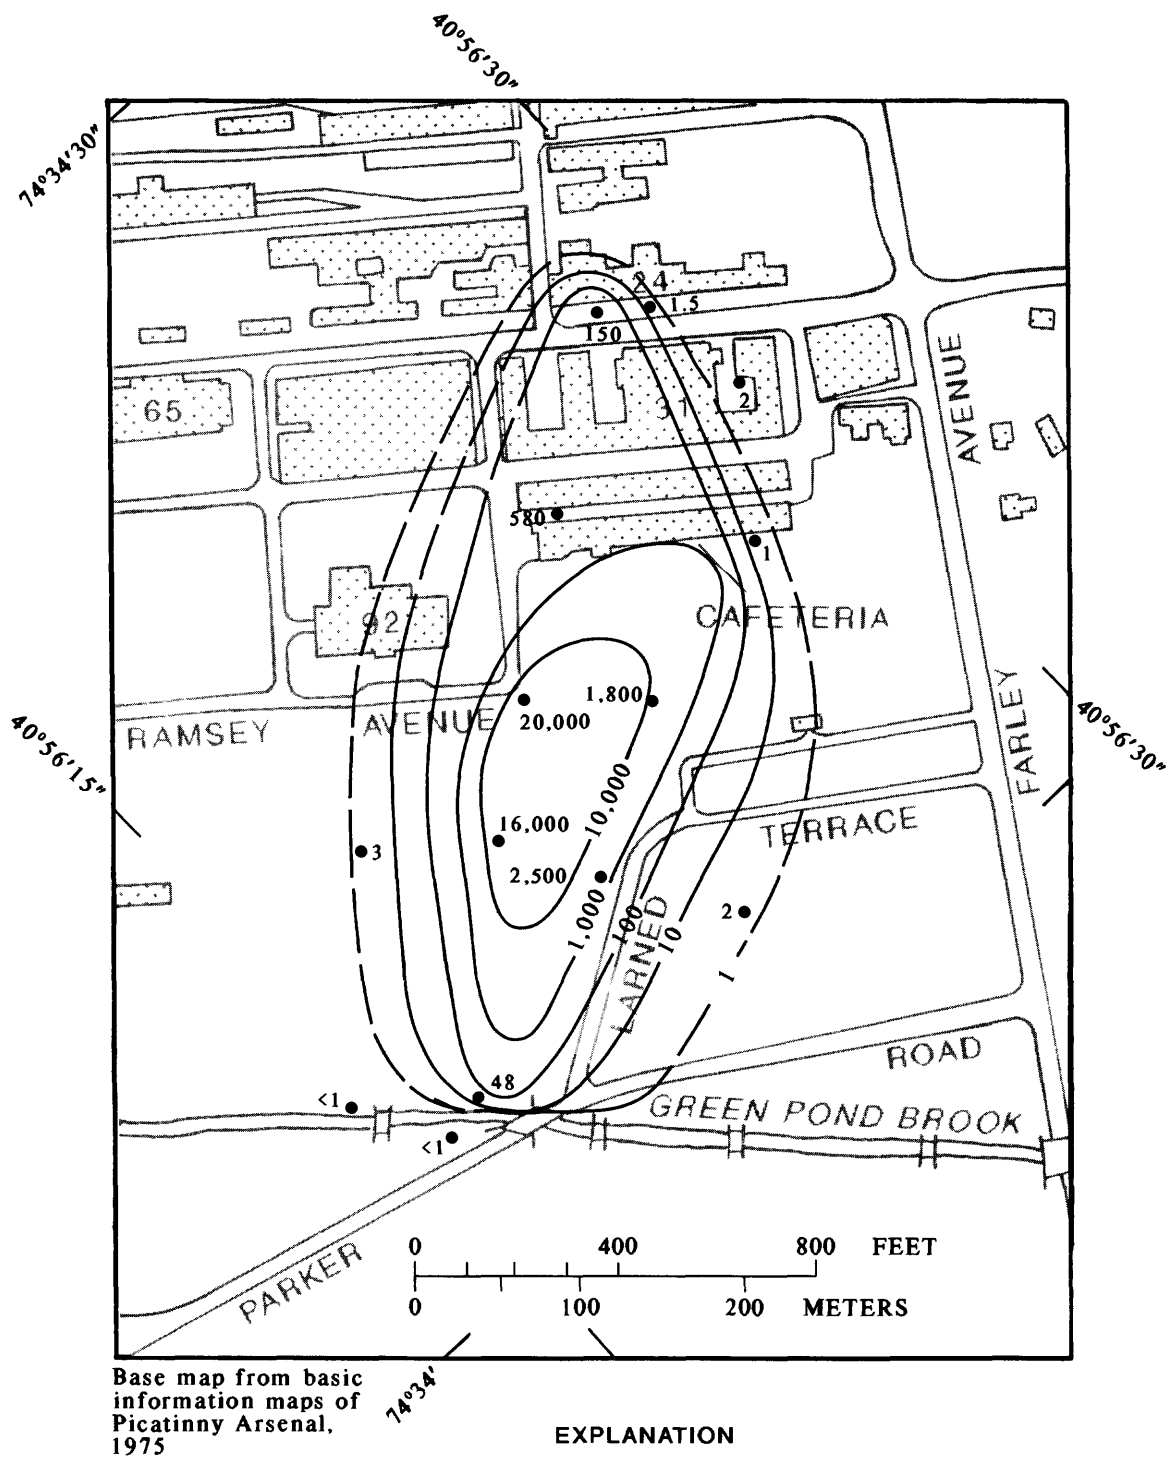 40°56'30"
74°34'30"
24
1.5
150
65
31
2
AVENUE
580
1
92
CAFETERIA
1,800
20,000
RAMSEY AVENUE
40°56'15"
FARLEY
40°56'30"
10,000
16,000
TERRACE
3
2,500
1,000
100
10
2
LARNED
1
ROAD
48
<1
GREEN POND BROOK
<1
PARKER
0 400 800 FEET
0 100 200 METERS
Base map from basic
information maps of
Picatinny Arsenal,
1975
74°34'
EXPLANATION